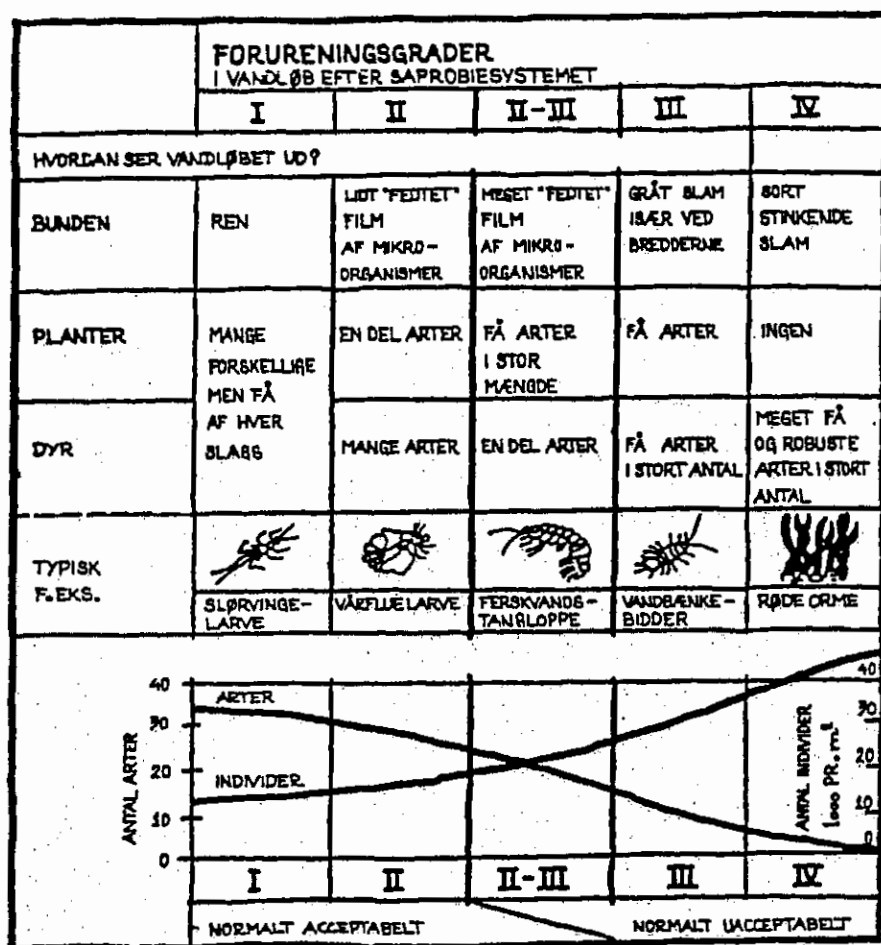 FORURENINGSGRADER
I VANDLØB EFTER SAPROBIESYSTEMET
I II II-III III IV
HVORDAN SER VANDLØBET UD?
BUNDEN
REN
LIDT "FEDTET"
FILM
AF MIKRO-
ORGANISMER
MEGET "FEDTET"
FILM
AF MIKRO-
ORGANISMER
GRÅT SLAM
ISÆR VED
BREDDERNE
SORT
STINKENDE
SLAM
PLANTER
DYR
MANGE
FORSKELLIGE
MEN FÅ
AF HVER
SLAGS
EN DEL ARTER
FÅ ARTER
I STOR
MÆNGDE
FÅ ARTER
INGEN
MANGE ARTER
EN DEL ARTER
FÅ ARTER
I STORT ANTAL
MEGET FÅ
OG ROBUSTE
ARTER I STORT
ANTAL
TYPISK
F.EKS.
SLØRVINGE-
LARVE
VÅRFLUELARVE
FERSKVANDS-
TANGLOPPE
VANDBÆNKE-
BIDDER
RØDE ORME
ANTAL ARTER
40
30
20
10
0
ARTER
INDIVIDER
ANTAL INDIVIDER
1000 PR. m²
40
30
20
10
0
I II II-III III IV
NORMALT ACCEPTABELT
NORMALT UACCEPTABELT